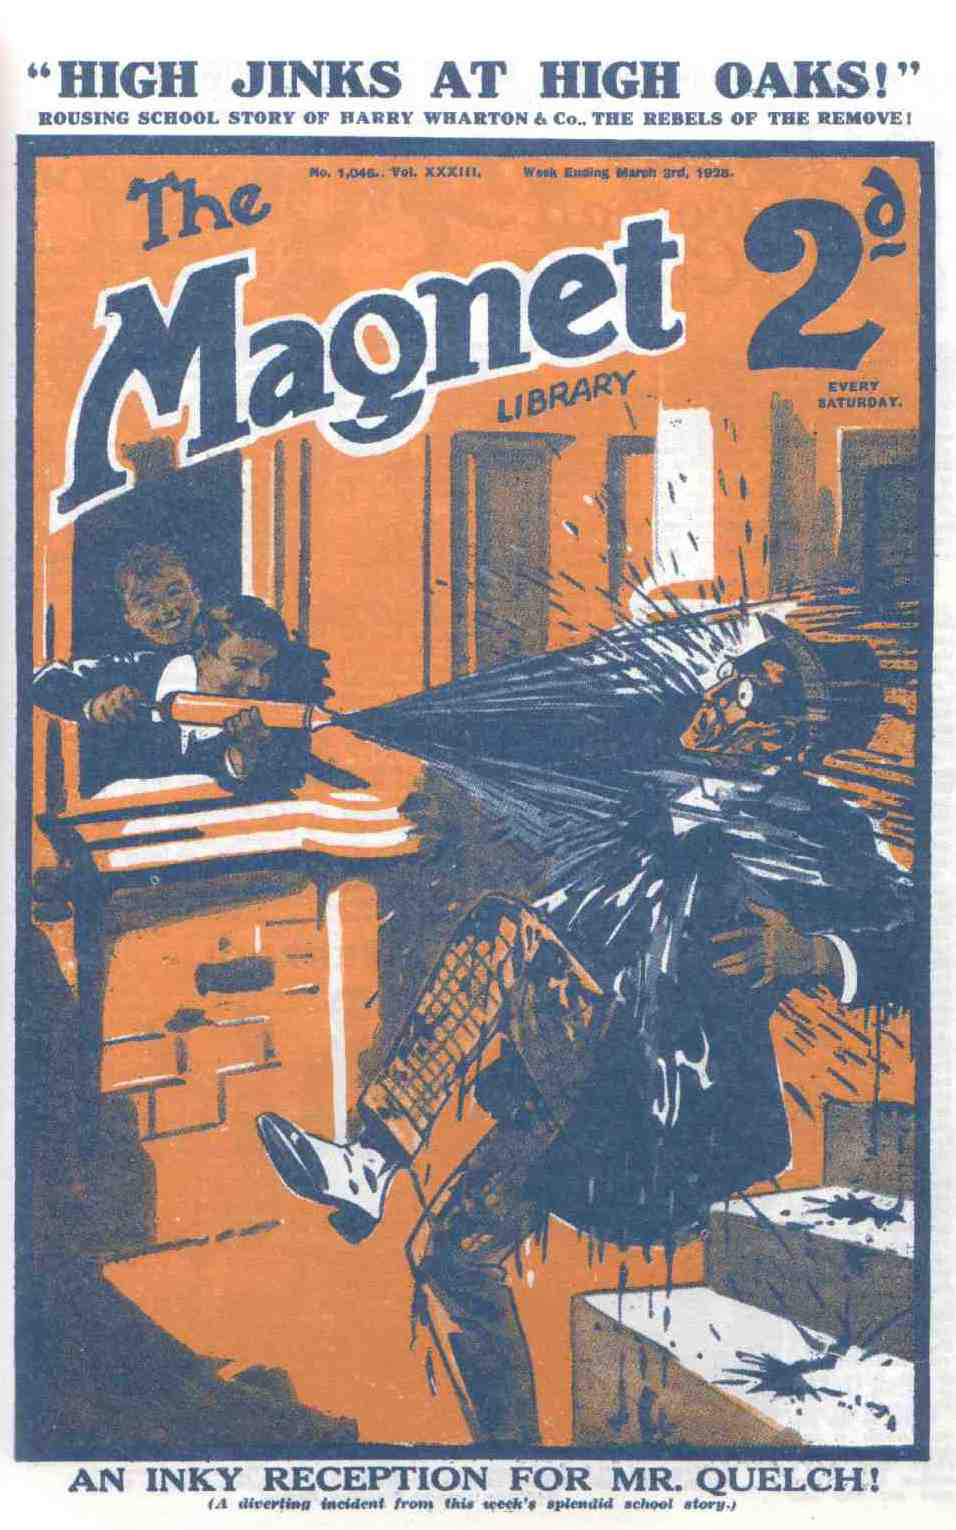 “HIGH JINKS AT HIGH OAKS!”
ROUSING SCHOOL STORY OF HARRY WHARTON & Co., THE REBELS OF THE REMOVE!
No. 1,046. Vol. XXXIII. Week Ending March 3rd, 1928.
The
Magnet
LIBRARY
2d
EVERY
SATURDAY.
AN INKY RECEPTION FOR MR. QUELCH!
(A diverting incident from this week's splendid school story.)